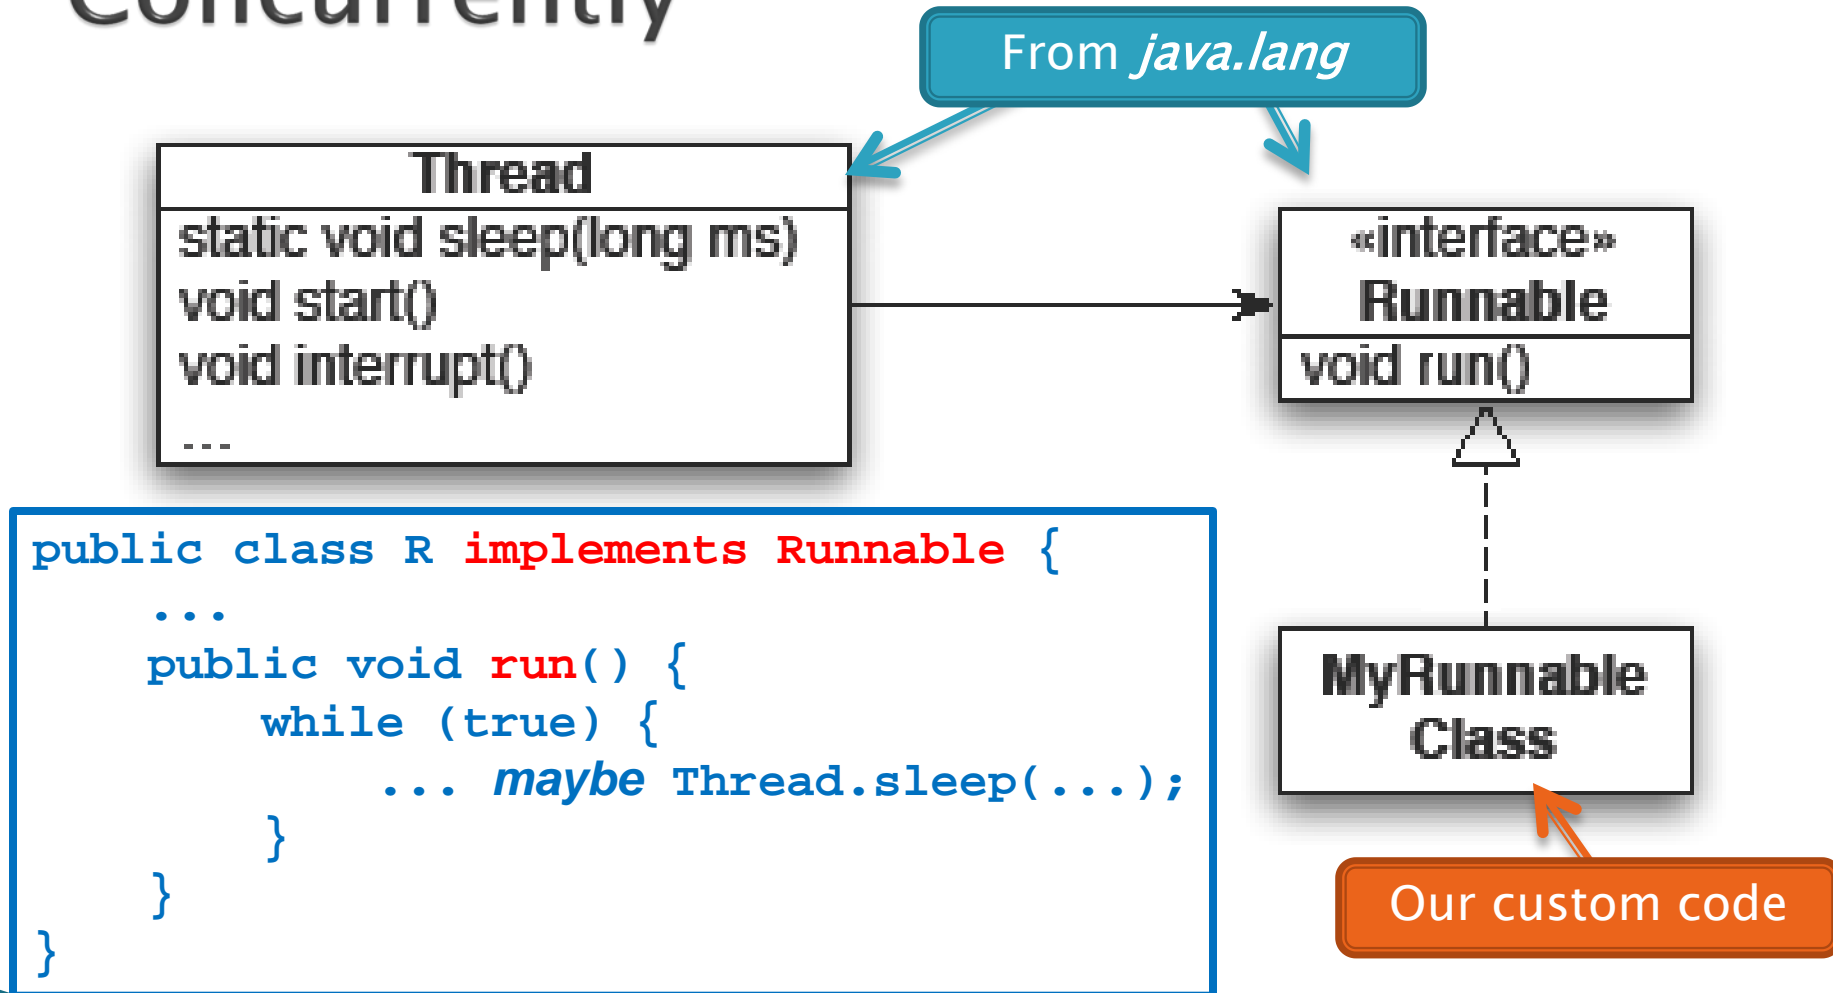 Concurrently
From java.lang
Thread
static void sleep(long ms)
void start()
void interrupt()
...
«interface»
Runnable
void run()
public class R implements Runnable {
...
public void run() {
while (true) {
... maybe Thread.sleep(...);
}
}
}
MyRunnable
Class
Our custom code